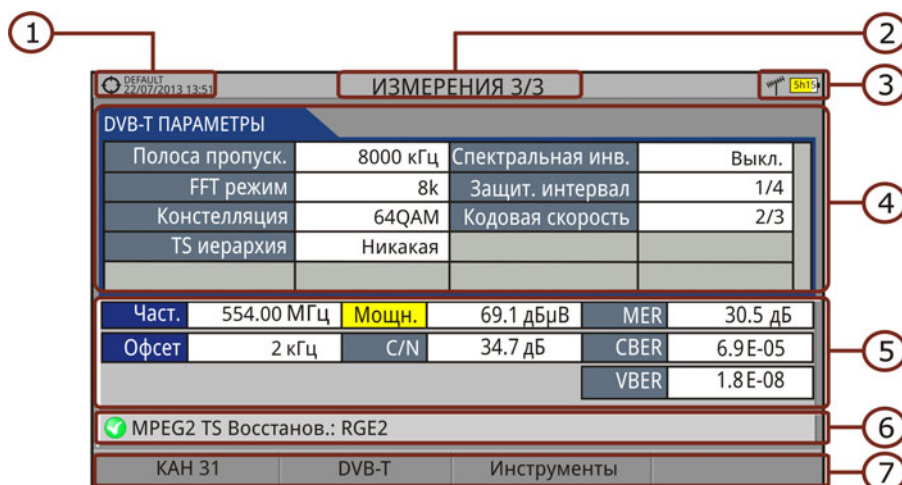 1
2
3
DEFAULT
22/07/2013 13:51
ИЗМЕРЕНИЯ 3/3
5h15
DVB-T ПАРАМЕТРЫ
Полоса пропуск. 8000 кГц Спектральная инв. Выкл.
FFT режим 8k Защит. интервал 1/4
4
Констелляция 64QAM Кодовая скорость 2/3
TS иерархия Никакая
Част. 554.00 МГц Мощн. 69.1 дБµВ MER 30.5 дБ
Офсет 2 кГц C/N 34.7 дБ CBER 6.9E-05
5
VBER 1.8E-08
MPEG2 TS Восстанов.: RGE2
6
КАН 31 DVB-T Инструменты
7